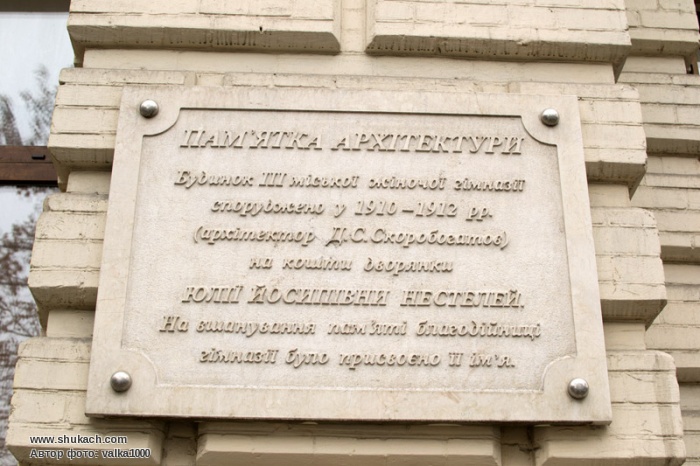 ПАМ'ЯТКА АРХІТЕКТУРИ
Будинок III міської жіночої гімназії
споруджено у 1910–1912 рр.
(архітектор Д.С.Скоробогатов)
на кошти дворянки
ЮЛІЇ ЙОСИПІВНИ НЕСТЕЛЕЙ.
На вшанування пам'яті благодійниці
гімназії було присвоєно її ім'я.
www.shukach.com
Автор фото: valka1000